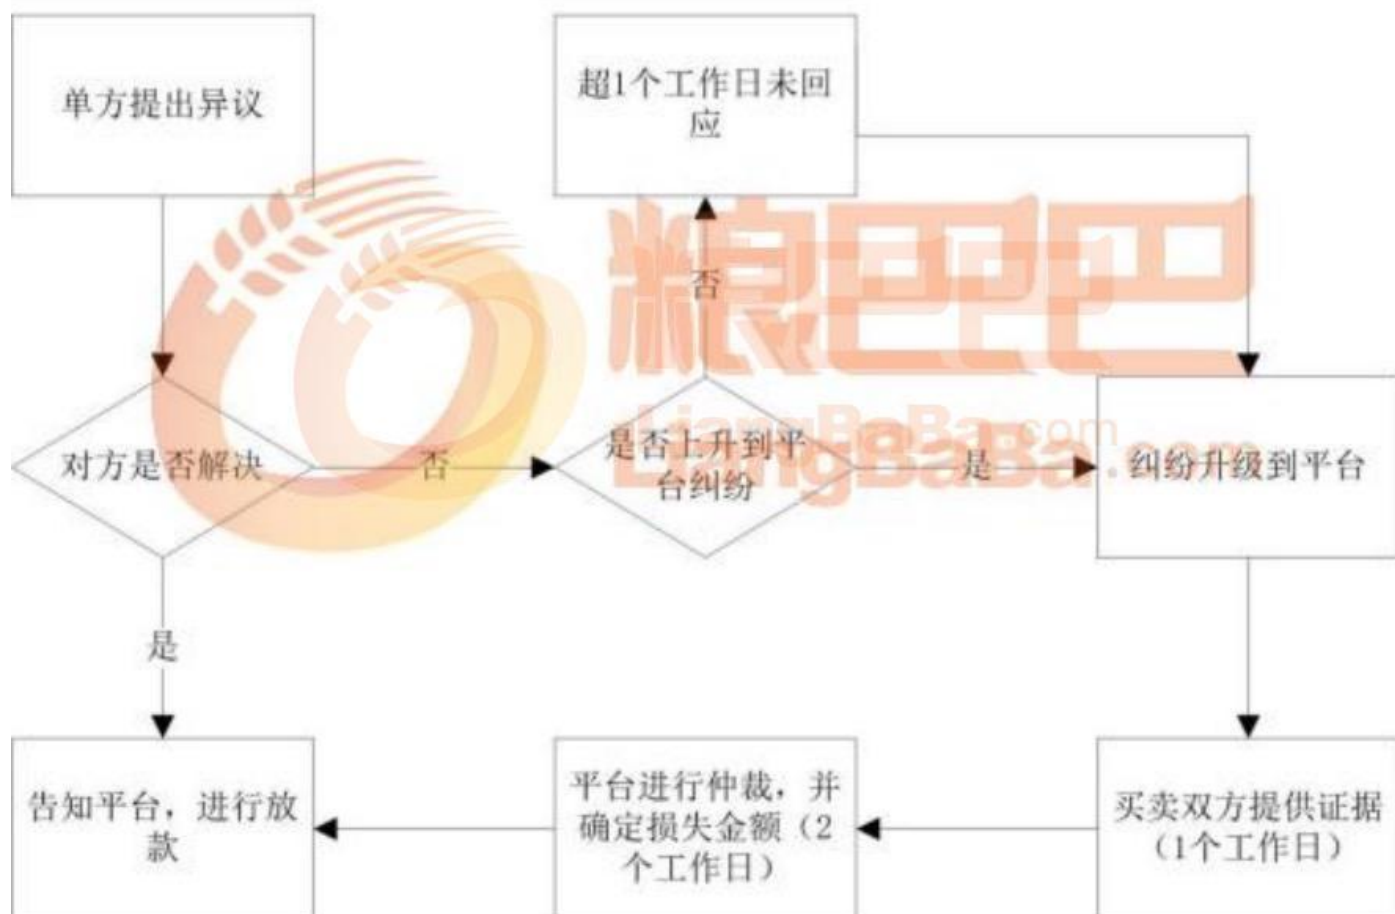 单方提出异议
超1个工作日未回
应
否
粮巴巴
LiangBaBa.com
对方是否解决
否
是否上升到平
台纠纷
是
纠纷升级到平台
是
告知平台，进行放
款
平台进行仲裁，并
确定损失金额（2
个工作日）
买卖双方提供证据
（1个工作日）